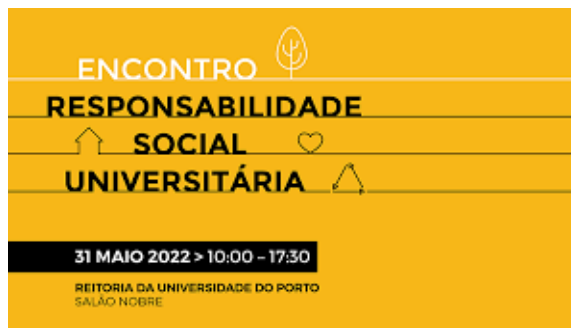 ENCONTRO
RESPONSABILIDADE
SOCIAL
UNIVERSITÁRIA
31 MAIO 2022 > 10:00 – 17:30
REITORIA DA UNIVERSIDADE DO PORTO
SALÃO NOBRE